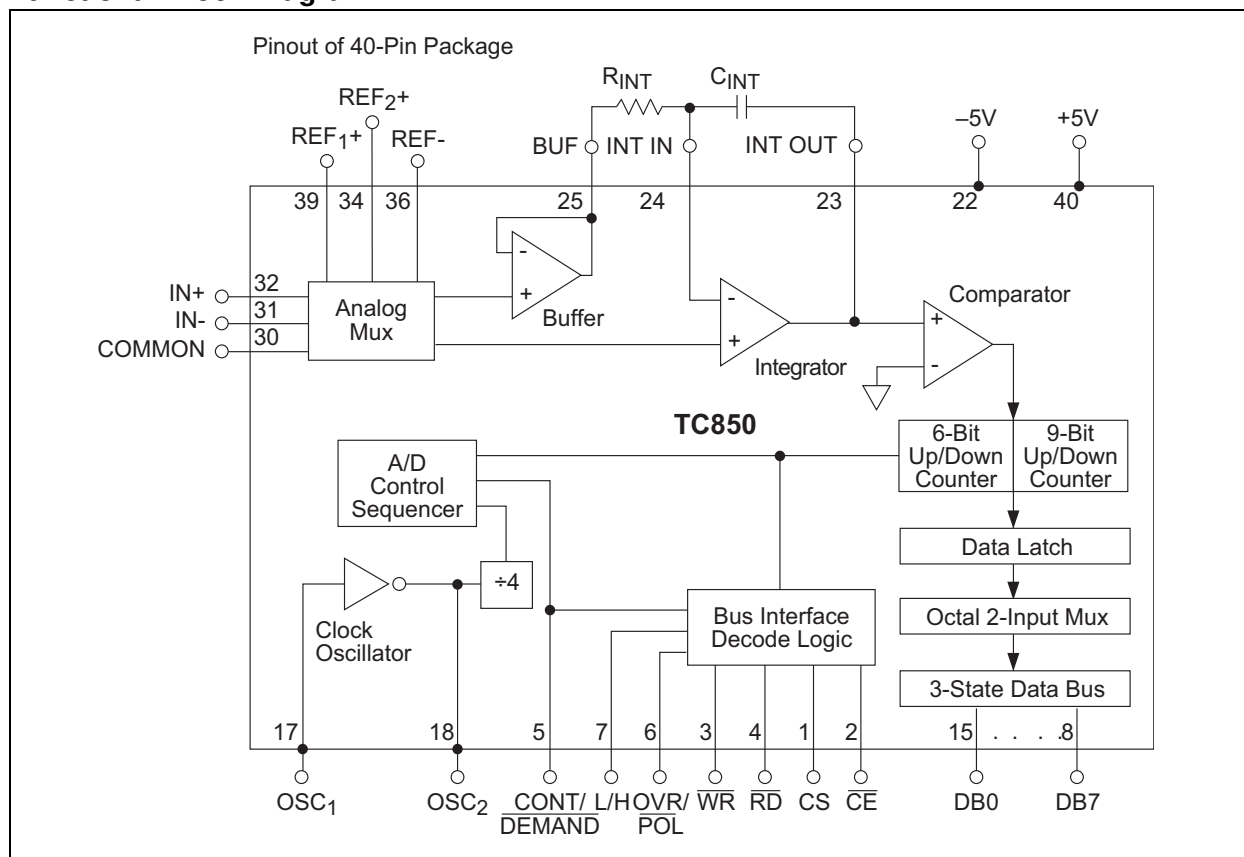 Pinout of 40-Pin Package
RINT
CINT
REF2+
REF1+
REF-
BUF
INT IN
INT OUT
–5V
+5V
39
34
36
25
24
23
22
40
IN+
32
IN-
31
COMMON
30
Analog
Mux
-
+
Buffer
-
+
Integrator
Comparator
+
-
TC850
A/D
Control
Sequencer
6-Bit
Up/Down
Counter
9-Bit
Up/Down
Counter
Data Latch
÷4
Clock
Oscillator
Bus Interface
Decode Logic
Octal 2-Input Mux
3-State Data Bus
17
18
5
7
6
3
4
1
2
15 . . . . 8
OSC1
OSC2
CONT/
DEMAND
L/H
OVR/
POL
WR
RD
CS
CE
DB0
DB7